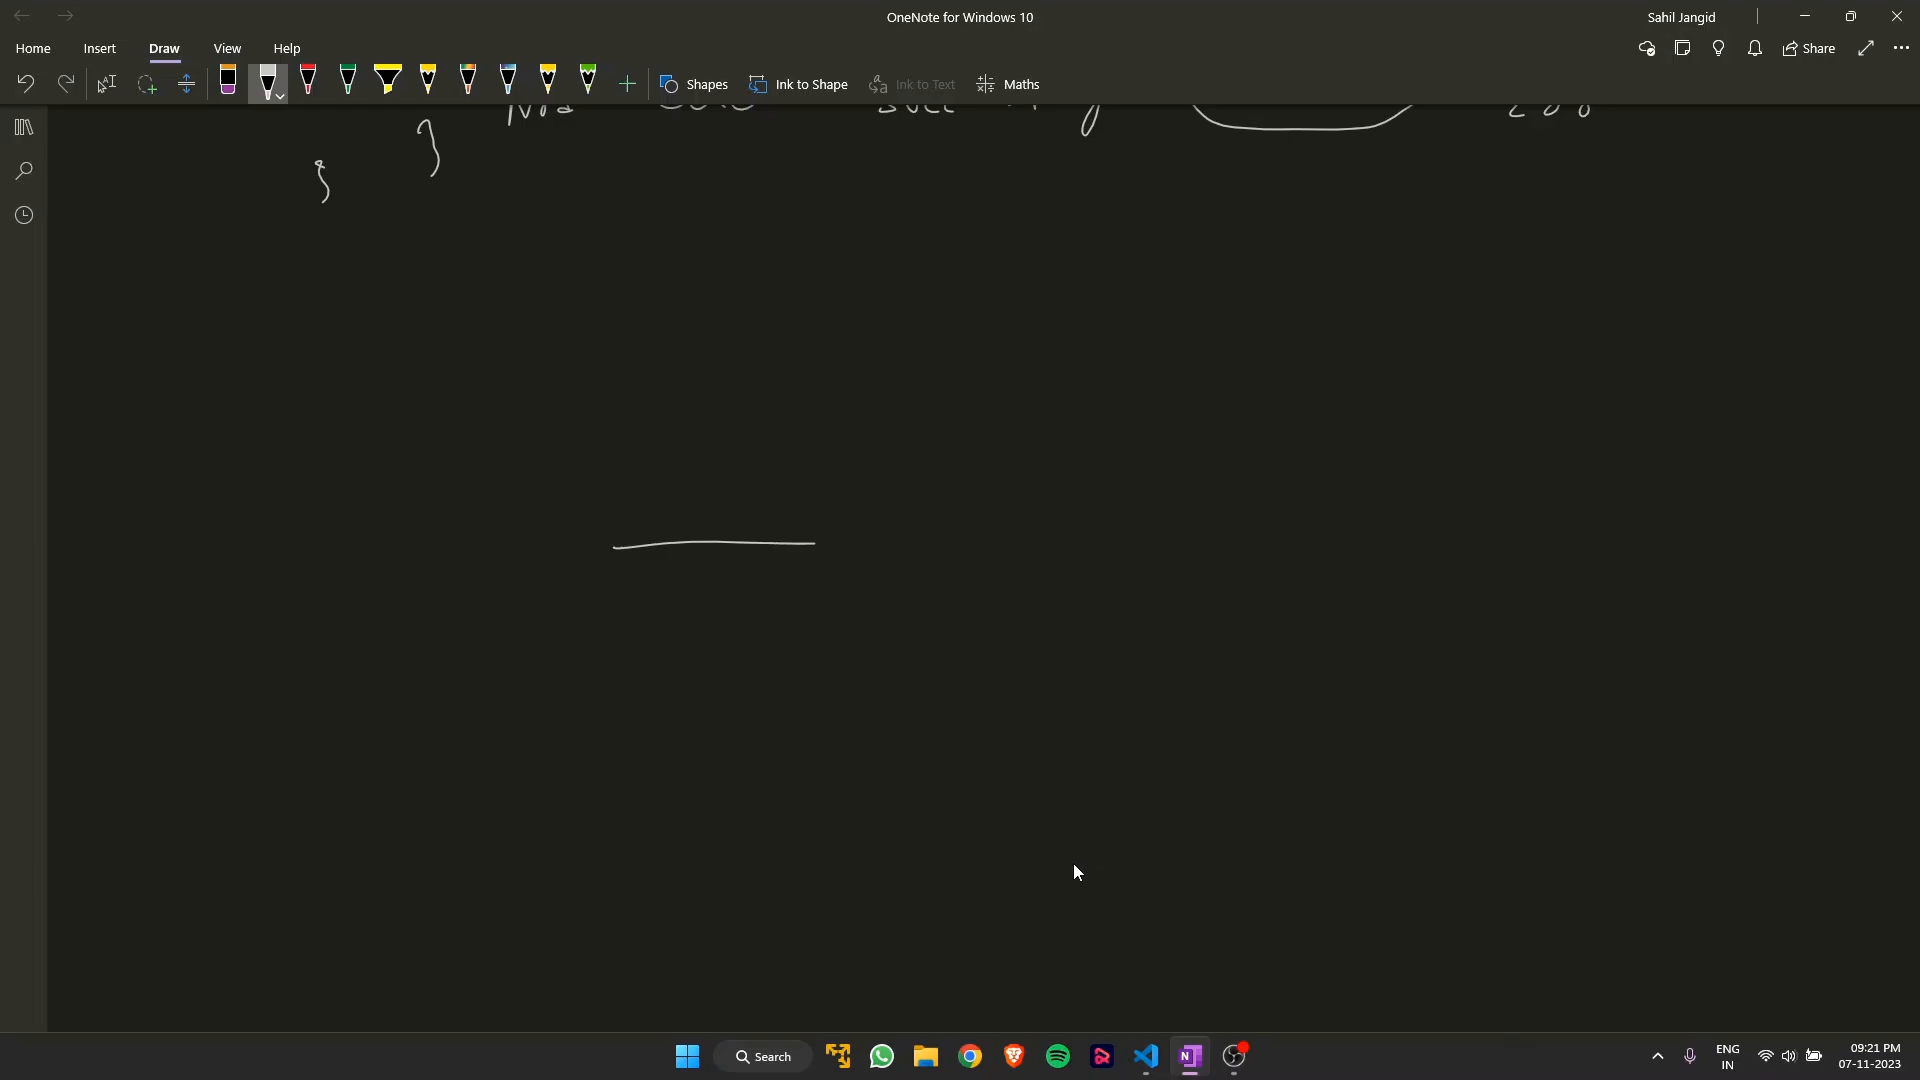 OneNote for Windows 10
Sahil Jangid
Home Insert Draw View Help
Share
Shapes Ink to Shape Ink to Text Maths
Search
ENG
IN
09:21 PM
07-11-2023